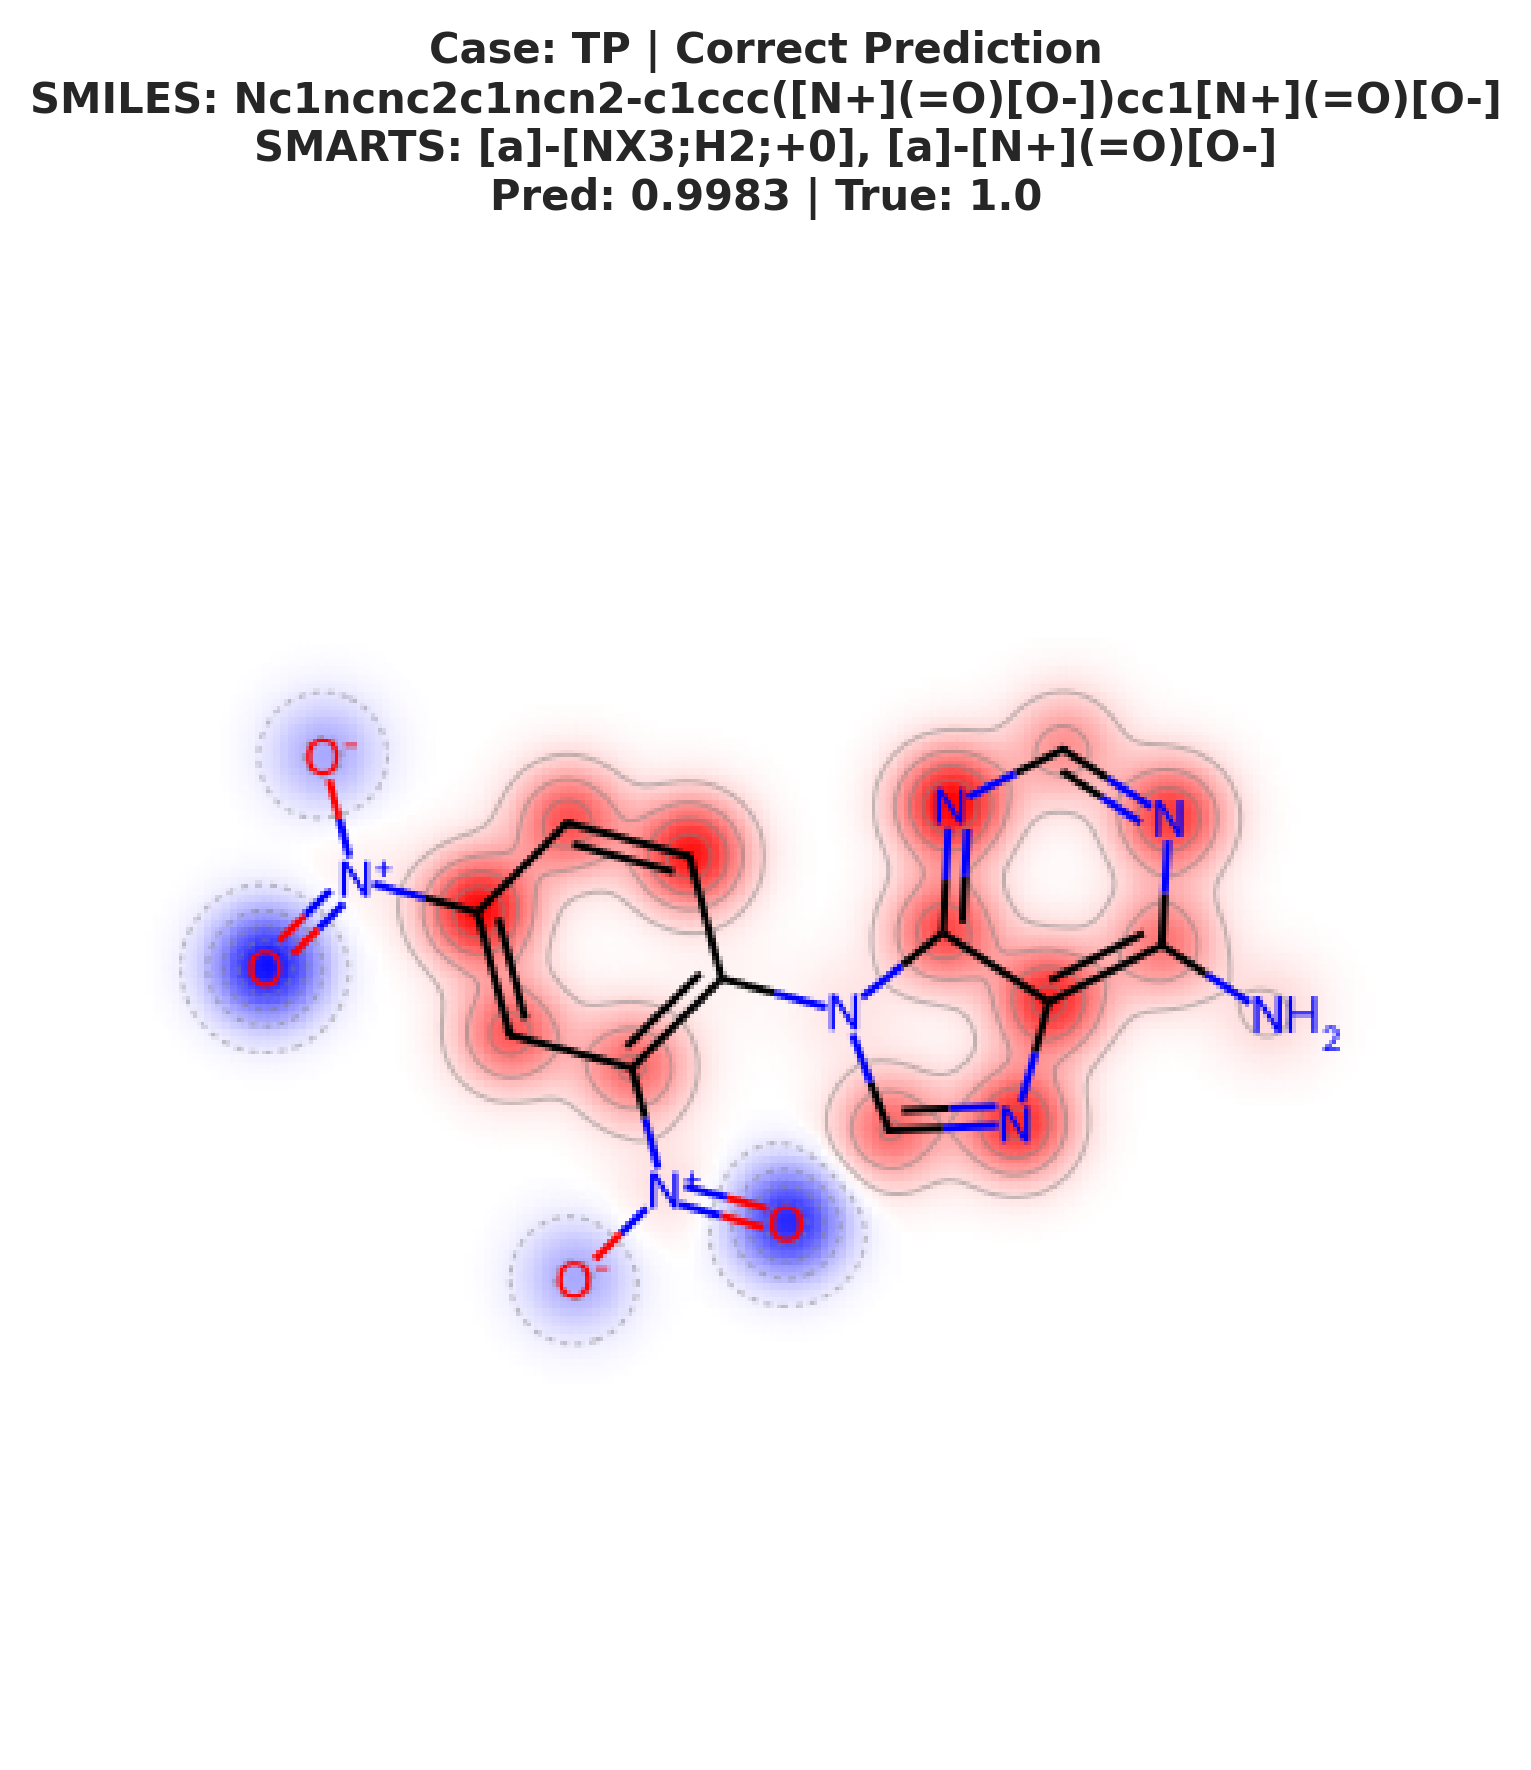 Case: TP | Correct Prediction
SMILES: Nc1ncnc2c1ncn2-c1ccc([N+](=O)[O-])cc1[N+](=O)[O-]
SMARTS: [a]-[NX3;H2;+0], [a]-[N+](=O)[O-]
Pred: 0.9983 | True: 1.0
O⁻
N N
N⁺
O
N NH₂
N
N⁺ O
O⁻